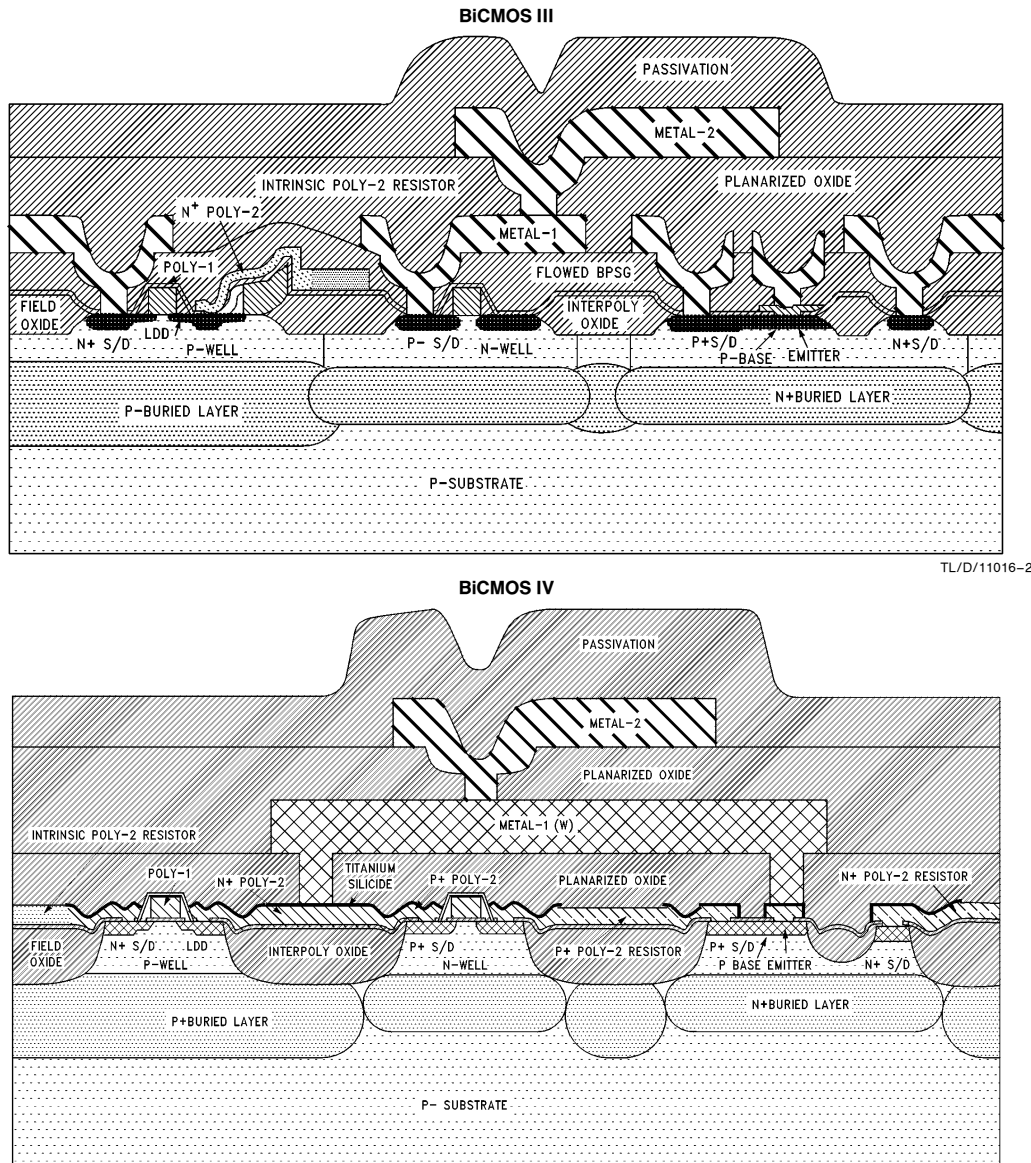 BiCMOS III
PASSIVATION
METAL-2
INTRINSIC POLY-2 RESISTOR
PLANARIZED OXIDE
N+ POLY-2
METAL-1
POLY-1
FLOWED BPSG
FIELD
OXIDE
INTERPOLY
OXIDE
LDD
N+ S/D
P-WELL
P- S/D
N-WELL
P+S/D
P-BASE
EMITTER
N+S/D
P-BURIED LAYER
N+BURIED LAYER
P-SUBSTRATE
TL/D/11016-2
BiCMOS IV
PASSIVATION
METAL-2
PLANARIZED OXIDE
METAL-1 (W)
INTRINSIC POLY-2 RESISTOR
POLY-1
N+ POLY-2
TITANIUM
SILICIDE
P+ POLY-2
PLANARIZED OXIDE
N+ POLY-2
RESISTOR
FIELD
OXIDE
N+ S/D
LDD
P-WELL
INTERPOLY OXIDE
P+ S/D
N-WELL
P+ POLY-2 RESISTOR
P+ S/D
P BASE EMITTER
N+ S/D
P+BURIED LAYER
N+BURIED LAYER
P- SUBSTRATE